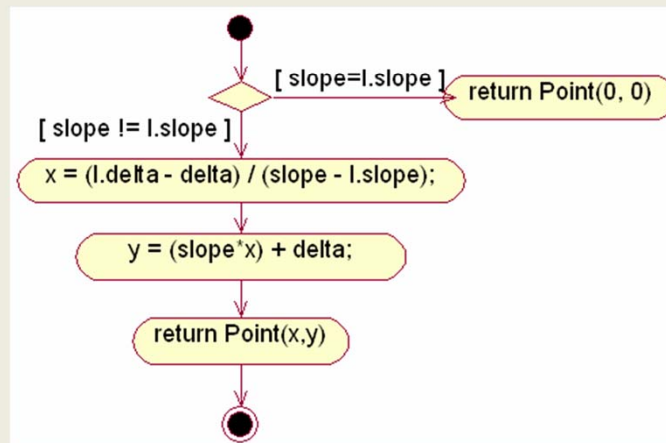 [ slope=l.slope ]
return Point(0, 0)
[ slope != l.slope ]
x = (l.delta - delta) / (slope - l.slope);
y = (slope*x) + delta;
return Point(x,y)